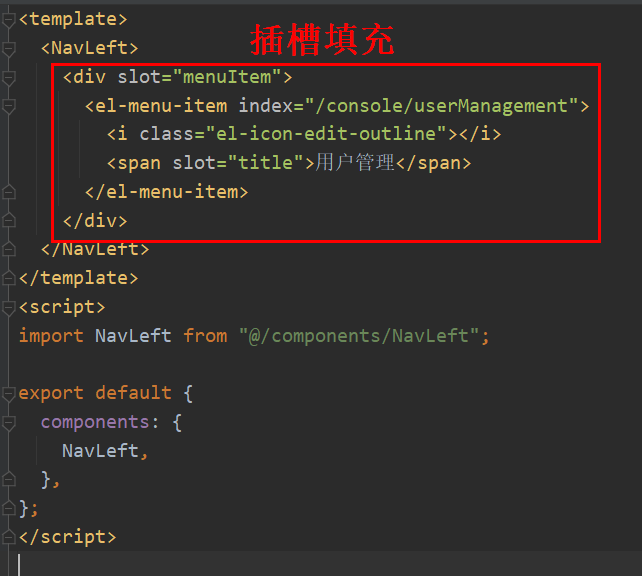 <template>
插槽填充
  <NavLeft>
    <div slot="menuItem">
      <el-menu-item index="/console/userManagement">
        <i class="el-icon-edit-outline"></i>
        <span slot="title">用户管理</span>
      </el-menu-item>
    </div>
  </NavLeft>
</template>
<script>
import NavLeft from "@/components/NavLeft";

export default {
  components: {
    NavLeft,
  },
};
</script>